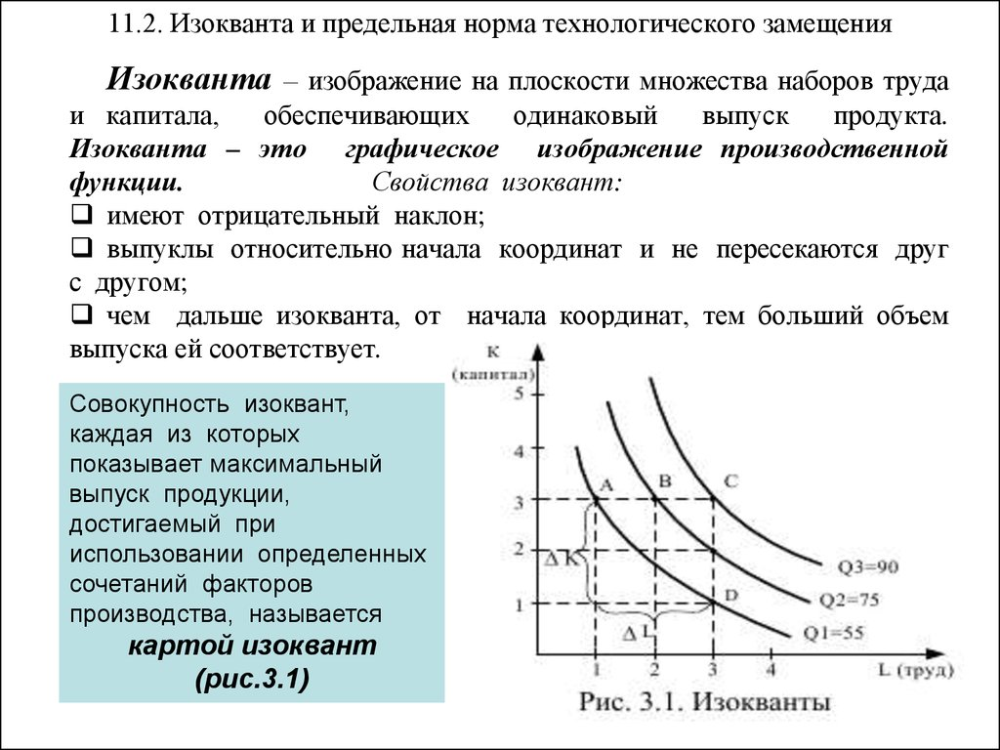 11.2. Изокванта и предельная норма технологического замещения
Изокванта – изображение на плоскости множества наборов труда
и капитала, обеспечивающих одинаковый выпуск продукта.
Изокванта – это графическое изображение производственной
функции. Свойства изоквант:
❑ имеют отрицательный наклон;
❑ выпуклы относительно начала координат и не пересекаются друг
с другом;
❑ чем дальше изокванта, от начала координат, тем больший объем
выпуска ей соответствует.
Совокупность изоквант,
каждая из которых
показывает максимальный
выпуск продукции,
достигаемый при
использовании определенных
сочетаний факторов
производства, называется
картой изоквант
(рис.3.1)
К
(капитал)
5
4
A B C
3
2
Δ К
Q3=90
1
D
Q2=75
Δ L
Q1=55
1 2 3 4 L (труд)
Рис. 3.1. Изокванты